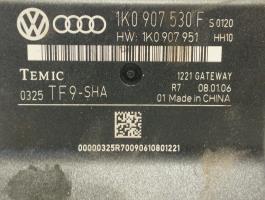 1K0 907 530 F S 0120
HW: 1K0 907 951 HH10
TEMIC 1221 GATEWAY
R7 08.01.06
0325 TF9-SHA 01 Made in CHINA
00000325R70090610801221